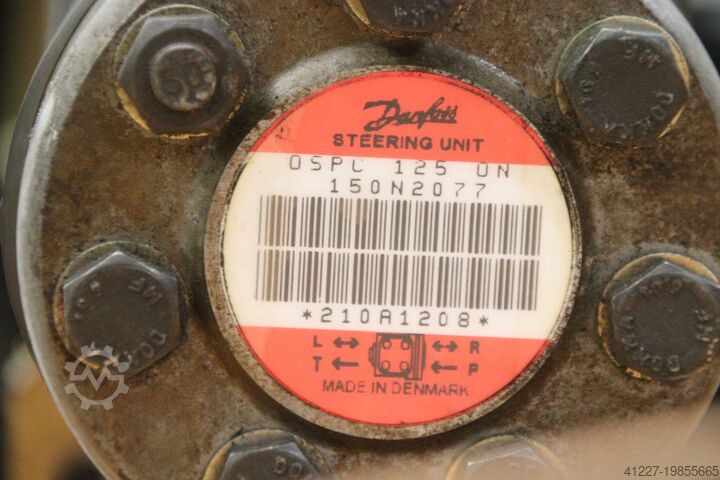 Danfoss
STEERING UNIT
OSPC 125 ON
150N2077
*210A1208*
L R
T P
MADE IN DENMARK
41227-19855665